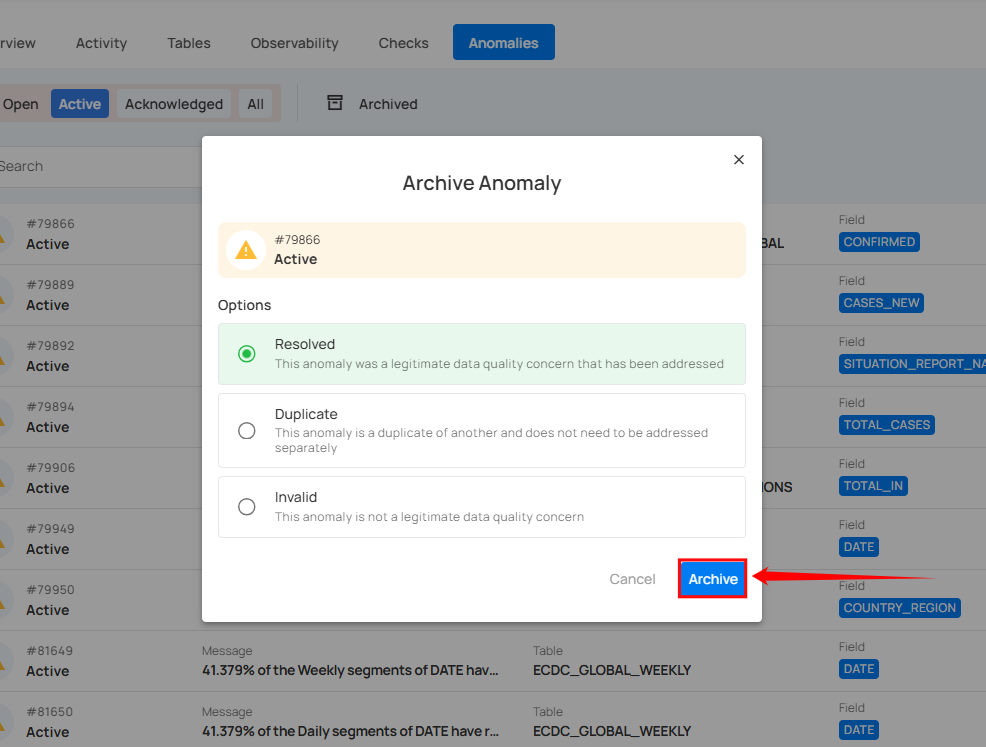 rview Activity Tables Observability Checks Anomalies
Open Active Acknowledged All Archived
Search
Archive Anomaly
#79866
Active
Options
Resolved
This anomaly was a legitimate data quality concern that has been addressed
Duplicate
This anomaly is a duplicate of another and does not need to be addressed
separately
Invalid
This anomaly is not a legitimate data quality concern
Cancel Archive
#79866 Field
Active BAL CONFIRMED
#79889 Field
Active CASES_NEW
#79892 Field
Active SITUATION_REPORT_NA
#79894 Field
Active TOTAL_CASES
#79906 Field
Active IONS TOTAL_IN
#79949 Field
Active DATE
#79950 Field
Active COUNTRY_REGION
#81649 Message Table Field
Active 41.379% of the Weekly segments of DATE hav... ECDC_GLOBAL_WEEKLY DATE
#81650 Message Table Field
Active 41.379% of the Daily segments of DATE have r... ECDC_GLOBAL_WEEKLY DATE